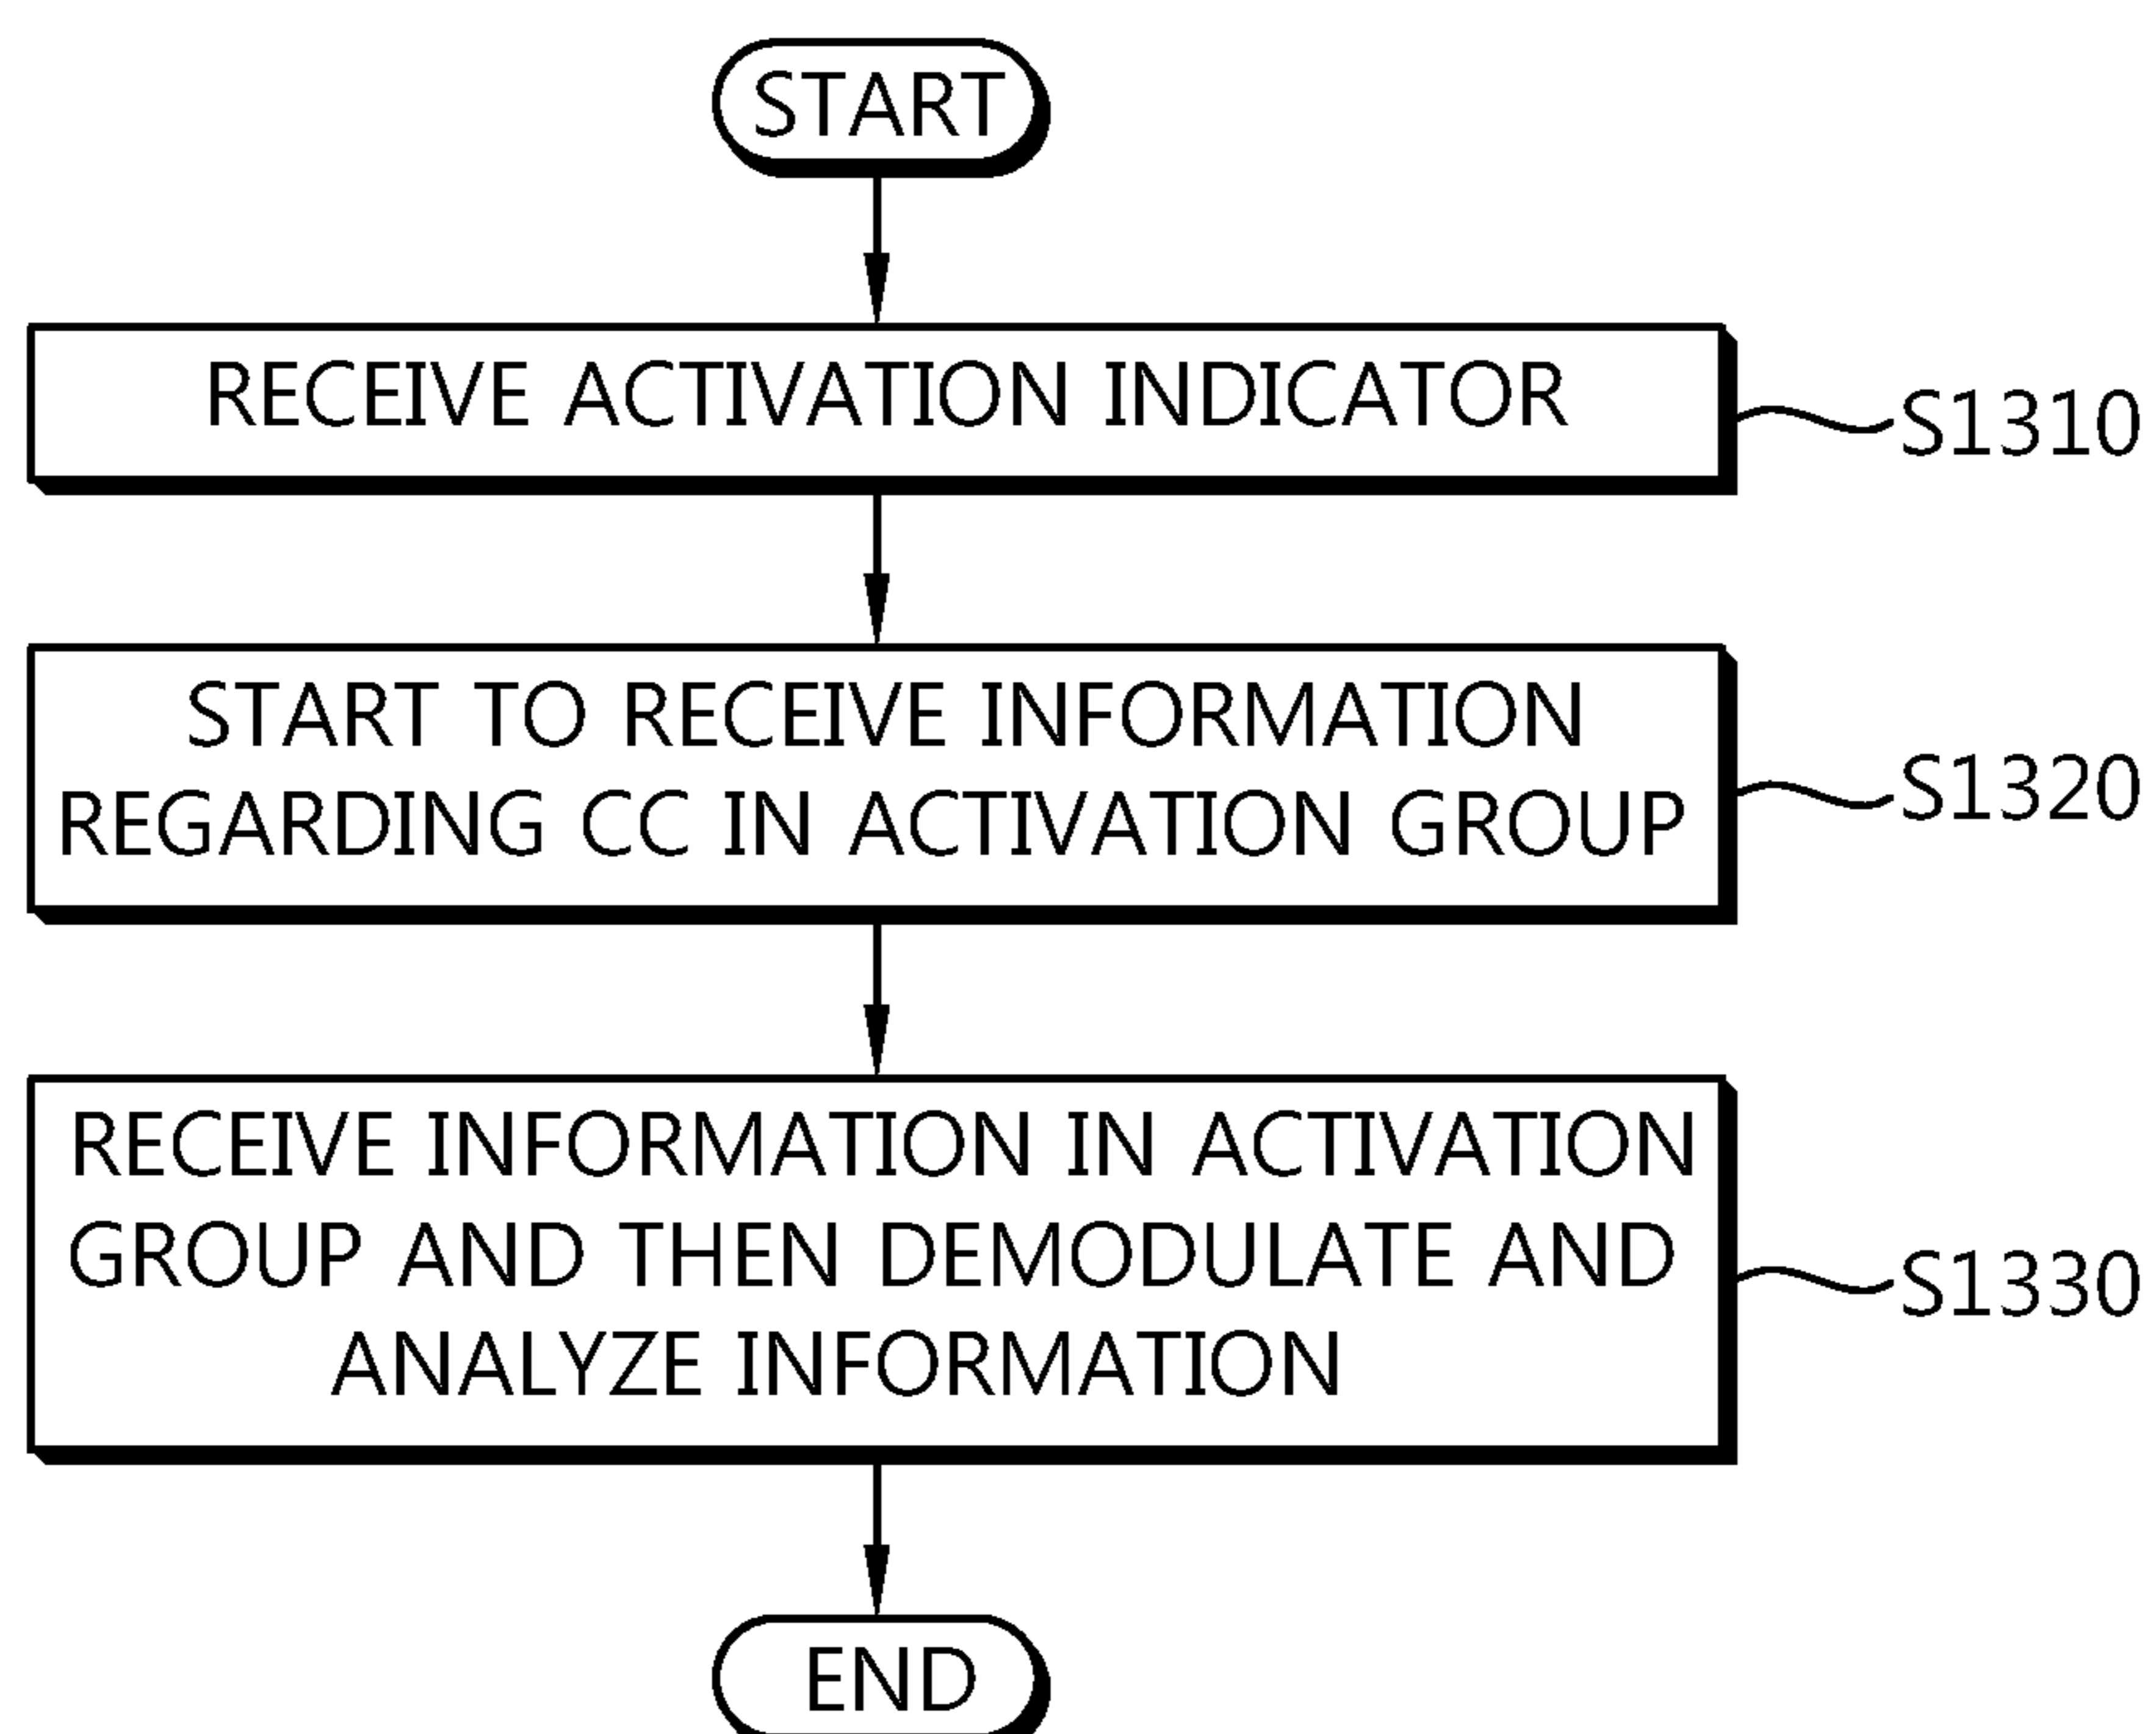 START
RECEIVE ACTIVATION INDICATOR
S1310
START TO RECEIVE INFORMATION
REGARDING CC IN ACTIVATION GROUP
S1320
RECEIVE INFORMATION IN ACTIVATION
GROUP AND THEN DEMODULATE AND
ANALYZE INFORMATION
S1330
END